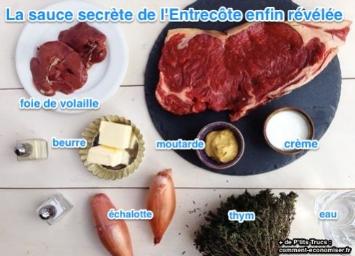 La sauce secrète de l'Entrecôte enfin révélée
foie de volaille
beurre
moutarde
crème
échalotte
thym
eau
+ de P'tits Trucs :
comment-economiser.fr